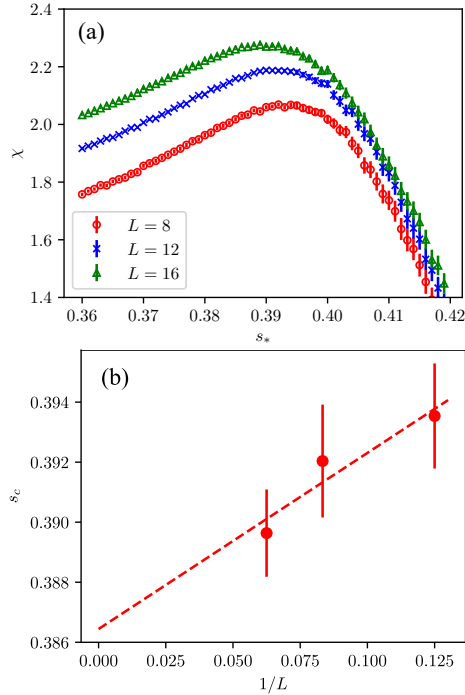 (a)
2.4
2.2
2.0
1.8
1.6
1.4
χ
L = 8
L = 12
L = 16
0.36 0.37 0.38 0.39 0.40 0.41 0.42
s*
(b)
0.394
0.392
0.390
0.388
0.386
s_c
0.000 0.025 0.050 0.075 0.100 0.125
1/L